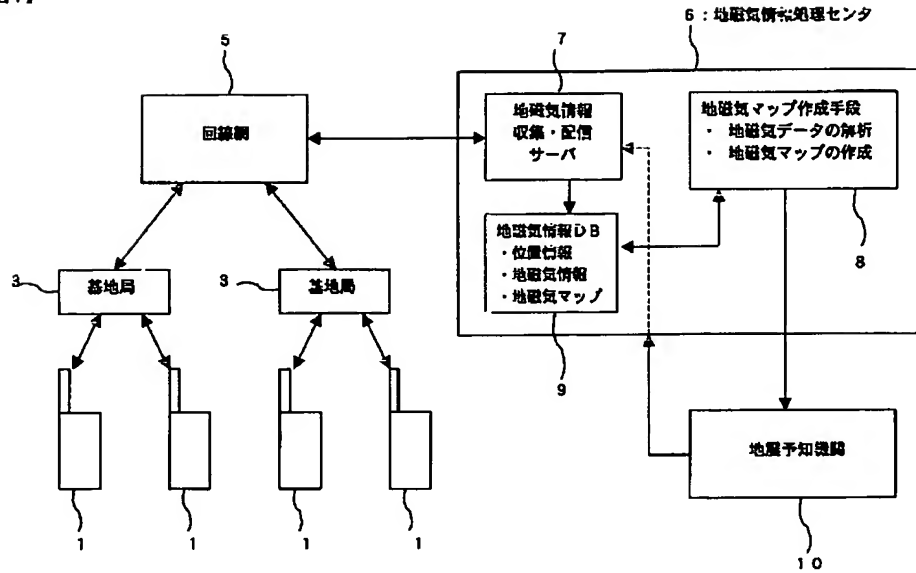 6：地磁気情報処理センタ
5
7
回線網
地磁気情報
収集・配信
サーバ
地磁気マップ作成手段
・ 地磁気データの解析
・ 地磁気マップの作成
8
地磁気情報DB
・位置情報
・地磁気情報
・地磁気マップ
9
3
基地局
3
基地局
1
1
1
1
地震予知機関
10